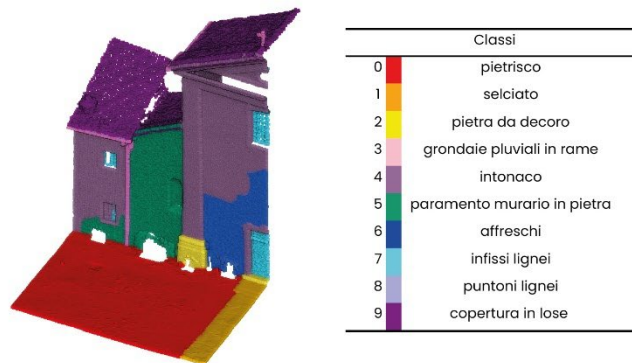 Classi
0 pietrisco
1 selciato
2 pietra da decoro
3 grondaie pluviali in rame
4 intonaco
5 paramento murario in pietra
6 affreschi
7 infissi lignei
8 puntoni lignei
9 copertura in lose